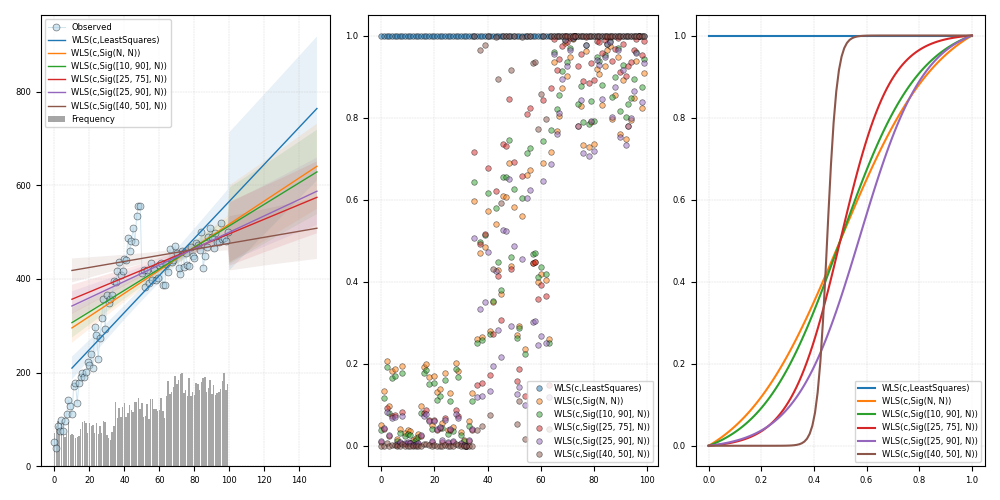 Observed
WLS(c,LeastSquares)
WLS(c,Sig(N, N))
WLS(c,Sig([10, 90], N))
WLS(c,Sig([25, 75], N))
WLS(c,Sig([25, 90], N))
WLS(c,Sig([40, 50], N))
Frequency
800
600
400
200
0
0 20 40 60 80 100 120 140
1.0
0.8
0.6
0.4
0.2
0.0
WLS(c,LeastSquares)
WLS(c,Sig(N, N))
WLS(c,Sig([10, 90], N))
WLS(c,Sig([25, 75], N))
WLS(c,Sig([25, 90], N))
WLS(c,Sig([40, 50], N))
0 20 40 60 80 100
1.0
0.8
0.6
0.4
0.2
0.0
WLS(c,LeastSquares)
WLS(c,Sig(N, N))
WLS(c,Sig([10, 90], N))
WLS(c,Sig([25, 75], N))
WLS(c,Sig([25, 90], N))
WLS(c,Sig([40, 50], N))
0.0 0.2 0.4 0.6 0.8 1.0